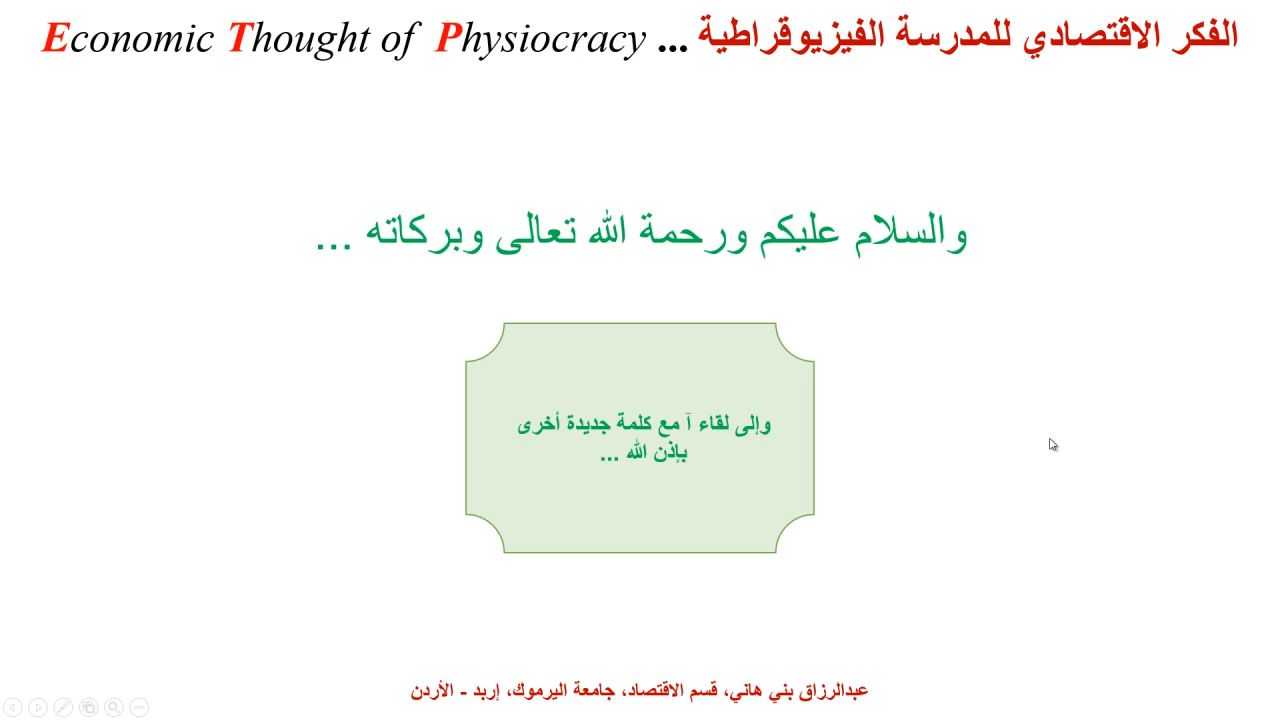 الفكر الاقتصادي للمدرسة الفيزيوقراطية ... Economic Thought of Physiocracy
والسلام عليكم ورحمة الله تعالى وبركاته ...
وإلى لقاء آ مع كلمة جديدة أخرى
بإذن الله ...
عبدالرزاق بني هاني، قسم الاقتصاد، جامعة اليرموك، إربد - الأردن